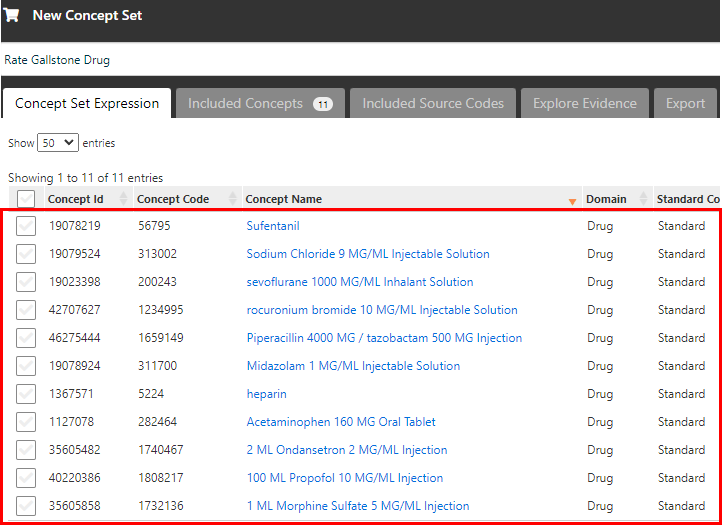 New Concept Set
Rate Gallstone Drug
Concept Set Expression Included Concepts 11 Included Source Codes Explore Evidence Export
Show 50 entries
Showing 1 to 11 of 11 entries
Concept Id Concept Code Concept Name Domain Standard Co
19078219 56795 Sufentanil Drug Standard
19079524 313002 Sodium Chloride 9 MG/ML Injectable Solution Drug Standard
19023398 200243 sevoflurane 1000 MG/ML Inhalant Solution Drug Standard
42707627 1234995 rocuronium bromide 10 MG/ML Injectable Solution Drug Standard
46275444 1659149 Piperacillin 4000 MG / tazobactam 500 MG Injection Drug Standard
19078924 311700 Midazolam 1 MG/ML Injectable Solution Drug Standard
1367571 5224 heparin Drug Standard
1127078 282464 Acetaminophen 160 MG Oral Tablet Drug Standard
35605482 1740467 2 ML Ondansetron 2 MG/ML Injection Drug Standard
40220386 1808217 100 ML Propofol 10 MG/ML Injection Drug Standard
35605858 1732136 1 ML Morphine Sulfate 5 MG/ML Injection Drug Standard